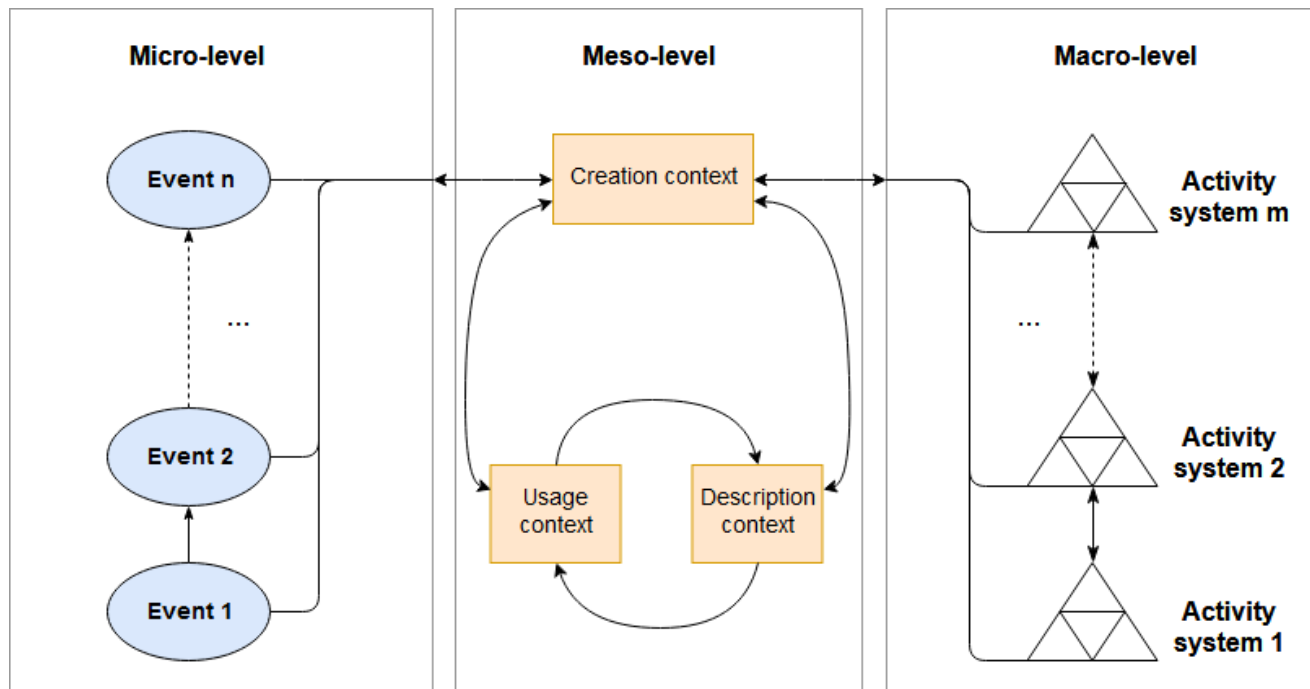 Micro-level
Event n
...
Event 2
Event 1
Meso-level
Creation context
Usage
context
Description
context
Macro-level
Activity
system m
...
Activity
system 2
Activity
system 1